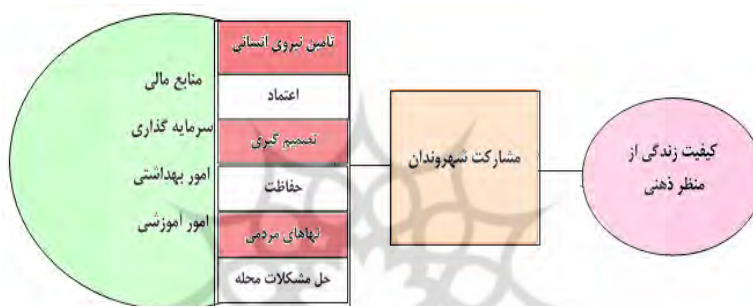 کیفیت زندگی از
منظر ذهنی
مشارکت شهروندان
تامین نیروی انسانی
اعتماد
تصمیم گیری
حفاظت
نهاهای مردمی
حل مشکلات محله
منابع مالی
سرمایه گذاری
امور بهداشتی
امور آموزشی